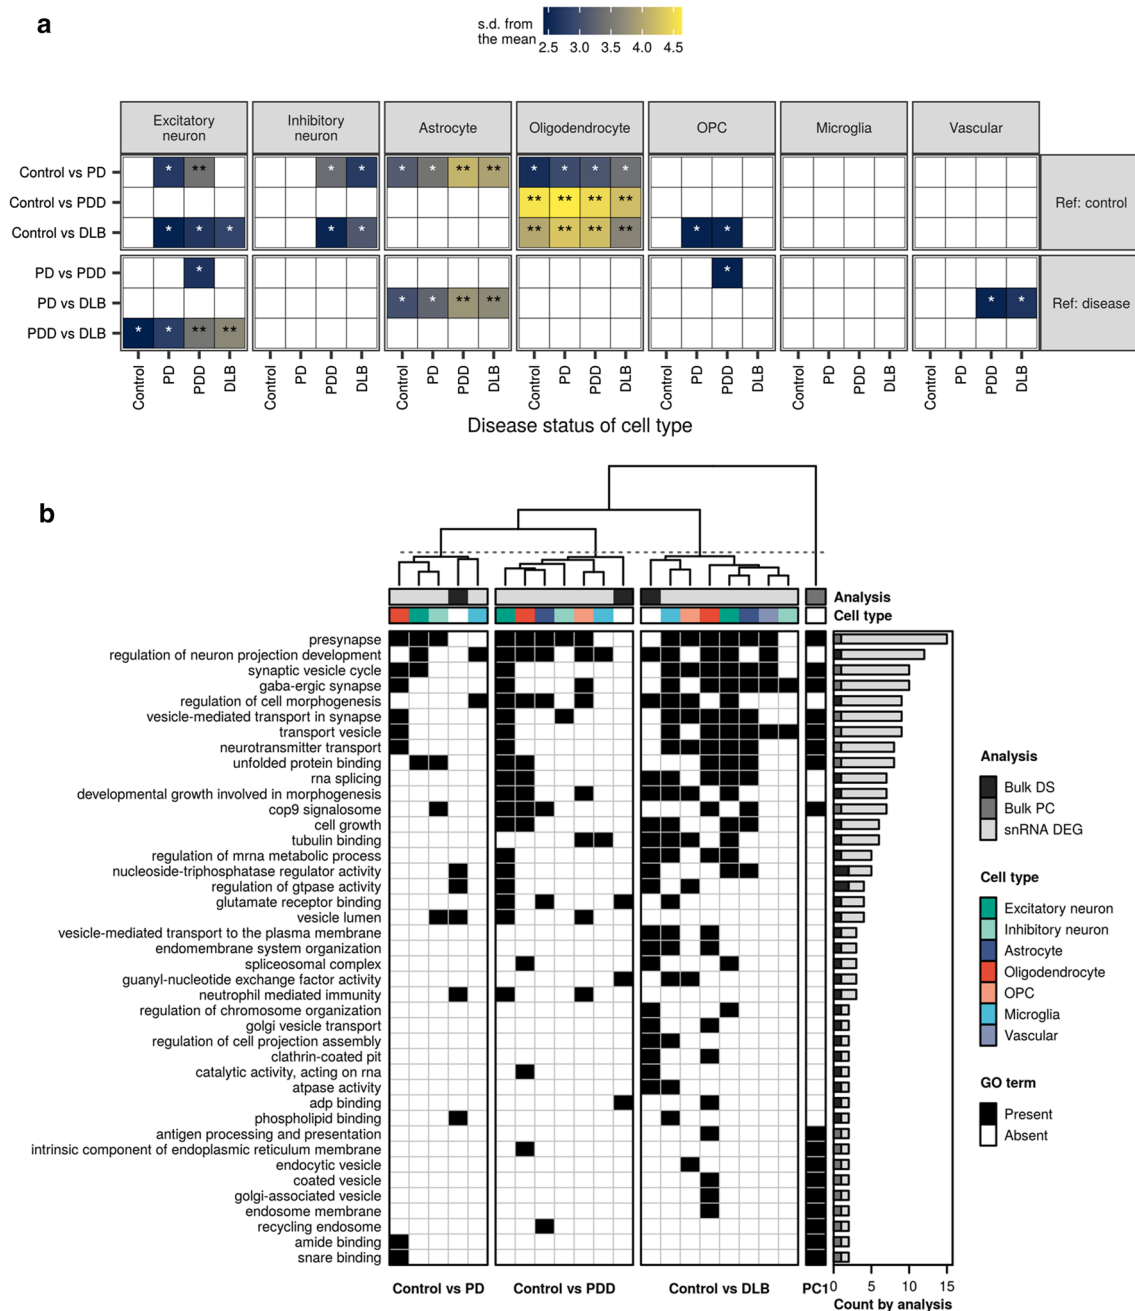 a
s.d. from
the mean
2.5 3.0 3.5 4.0 4.5
Excitatory
neuron
Inhibitory
neuron
Astrocyte
Oligodendrocyte
OPC
Microglia
Vascular
Control vs PD
* ** * * * * ** ** * * * *
Control vs PDD
** ** ** **
Control vs DLB
* * * * * ** ** ** ** * *
Ref: control
PD vs PDD
* *
PD vs DLB
* * ** ** * *
PDD vs DLB
* * ** **
Ref: disease
Control PD PDD DLB Control PD PDD DLB Control PD PDD DLB Control PD PDD DLB Control PD PDD DLB Control PD PDD DLB Control PD PDD DLB
Disease status of cell type
b
Analysis
Cell type
presynapse
regulation of neuron projection development
synaptic vesicle cycle
gaba-ergic synapse
regulation of cell morphogenesis
vesicle-mediated transport in synapse
transport vesicle
neurotransmitter transport
unfolded protein binding
rna splicing
developmental growth involved in morphogenesis
cop9 signalosome
cell growth
tubulin binding
regulation of mrna metabolic process
nucleoside-triphosphatase regulator activity
regulation of gtpase activity
glutamate receptor binding
vesicle lumen
vesicle-mediated transport to the plasma membrane
endomembrane system organization
spliceosomal complex
guanyl-nucleotide exchange factor activity
neutrophil mediated immunity
regulation of chromosome organization
golgi vesicle transport
regulation of cell projection assembly
clathrin-coated pit
catalytic activity, acting on rna
atpase activity
adp binding
phospholipid binding
antigen processing and presentation
intrinsic component of endoplasmic reticulum membrane
endocytic vesicle
coated vesicle
golgi-associated vesicle
endosome membrane
recycling endosome
amide binding
snare binding
Control vs PD
Control vs PDD
Control vs DLB
PC1
0 5 10 15
Count by analysis
Analysis
Bulk DS
Bulk PC
snRNA DEG
Cell type
Excitatory neuron
Inhibitory neuron
Astrocyte
Oligodendrocyte
OPC
Microglia
Vascular
GO term
Present
Absent